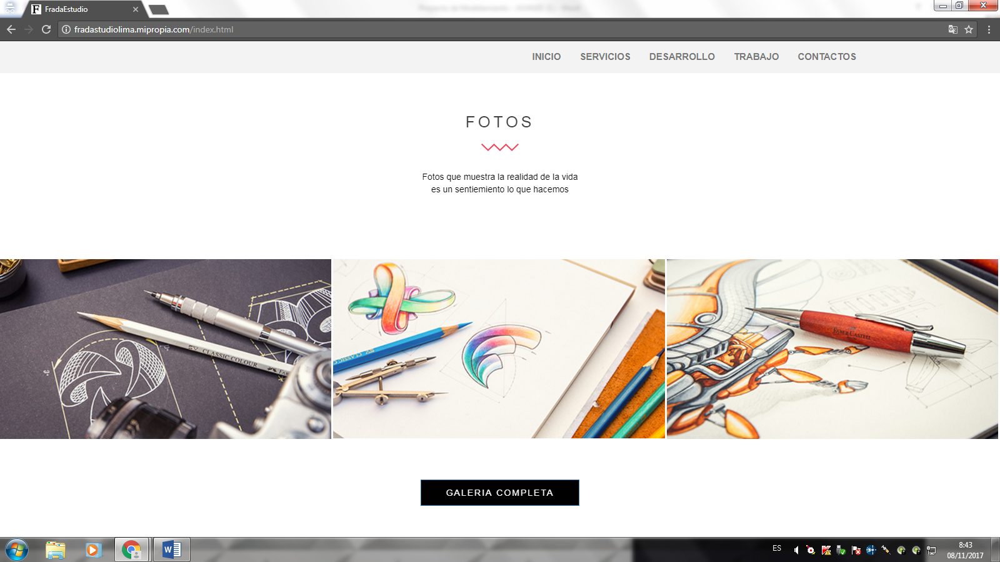 FradaEstudio
fradastudiolima.mipropia.com/index.html
INICIO SERVICIOS DESARROLLO TRABAJO CONTACTOS
FOTOS
Fotos que muestra la realidad de la vida
es un sentiemiento lo que hacemos
CLASSIC COLOUR
FABER-CASTELL
GALERIA COMPLETA
ES
8:43
08/11/2017